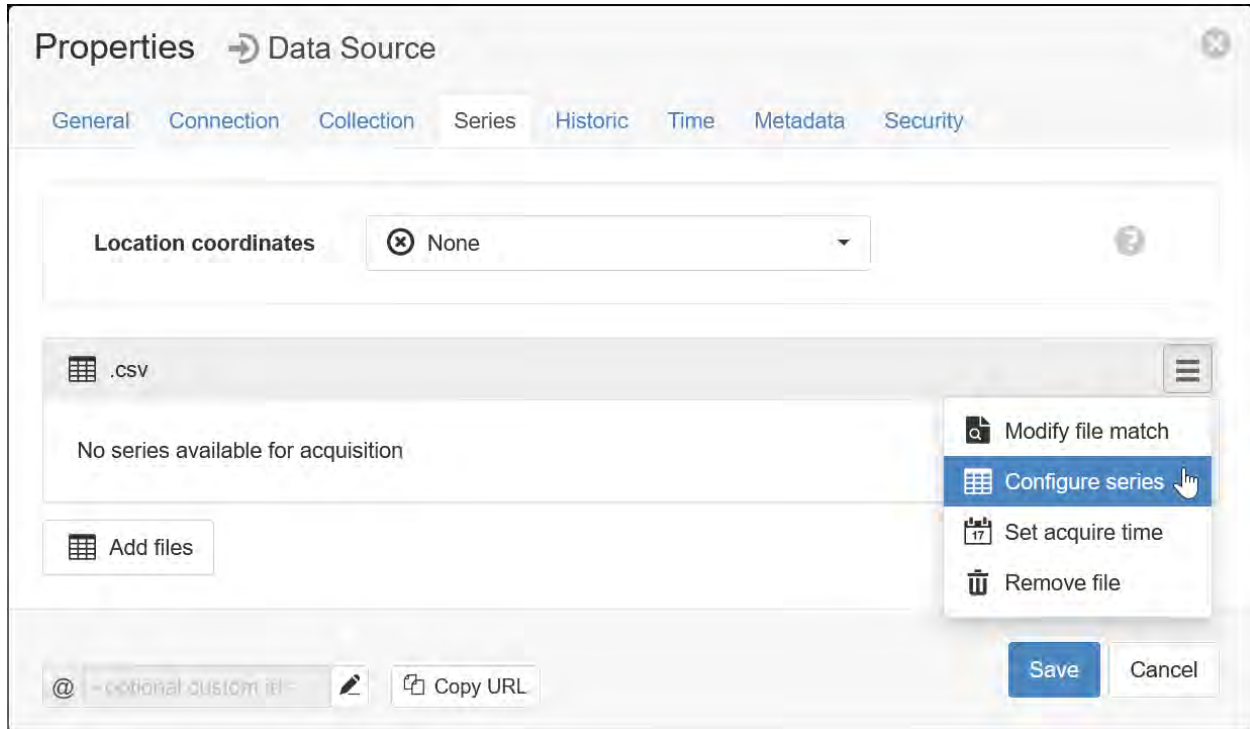 Properties Data Source
General Connection Collection Series Historic Time Metadata Security
Location coordinates None
.csv
No series available for acquisition
Modify file match
Configure series
17 Set acquire time
Remove file
Add files
@ Copy URL
Save Cancel